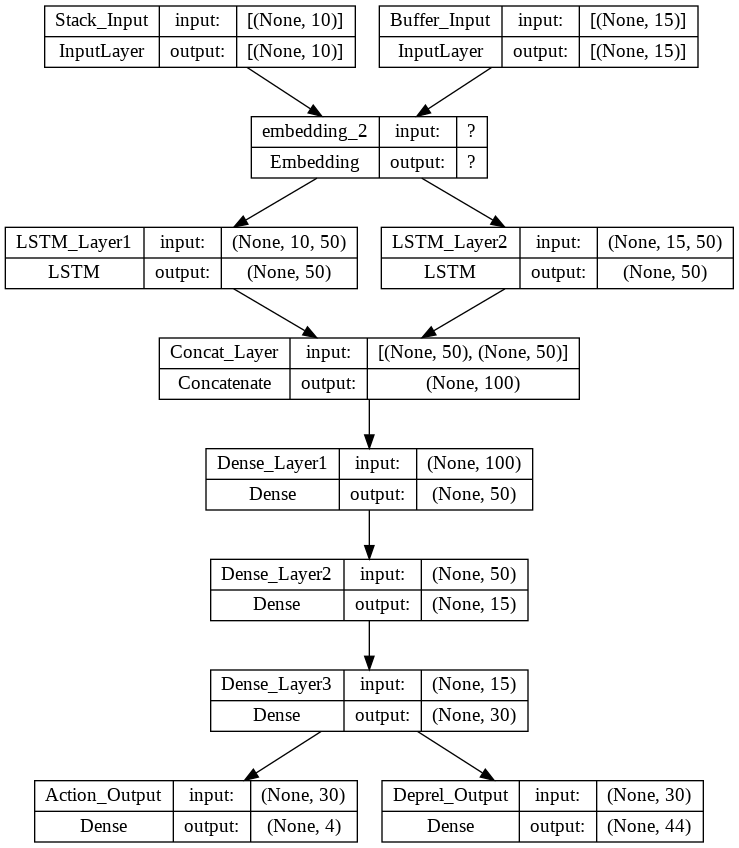 Stack_Input input: [(None, 10)]
InputLayer output: [(None, 10)]
Buffer_Input input: [(None, 15)]
InputLayer output: [(None, 15)]
embedding_2 input: ?
Embedding output: ?
LSTM_Layer1 input: (None, 10, 50)
LSTM output: (None, 50)
LSTM_Layer2 input: (None, 15, 50)
LSTM output: (None, 50)
Concat_Layer input: [(None, 50), (None, 50)]
Concatenate output: (None, 100)
Dense_Layer1 input: (None, 100)
Dense output: (None, 50)
Dense_Layer2 input: (None, 50)
Dense output: (None, 15)
Dense_Layer3 input: (None, 15)
Dense output: (None, 30)
Action_Output input: (None, 30)
Dense output: (None, 4)
Deprel_Output input: (None, 30)
Dense output: (None, 44)